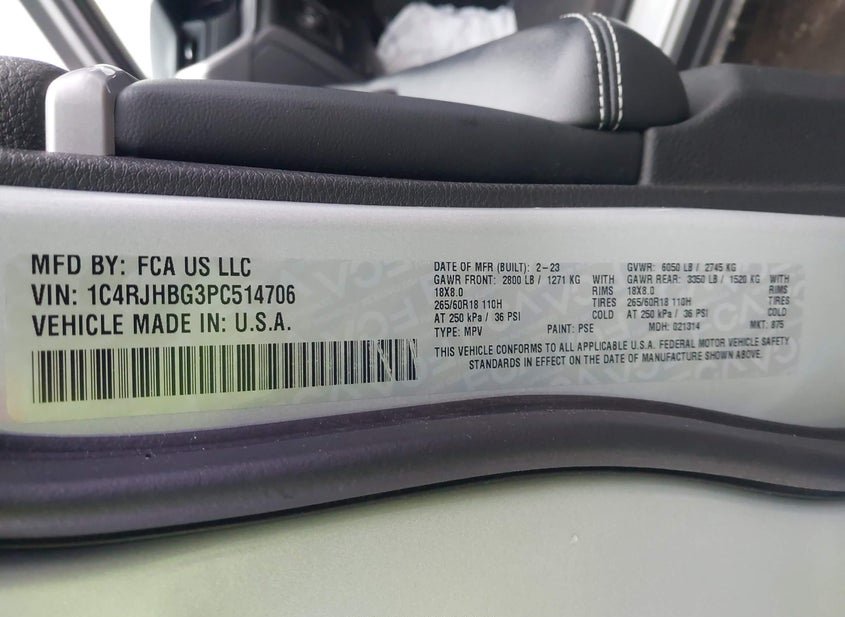 MFD BY: FCA US LLC
VIN: 1C4RJHBG3PC514706
VEHICLE MADE IN: U.S.A.
DATE OF MFR (BUILT): 2-23 GVWR: 6050 LB / 2745 KG
GAWR FRONT: 2800 LB / 1271 KG WITH GAWR REAR: 3350 LB / 1520 KG WITH
18X8.0 RIMS 18X8.0 RIMS
265/60R18 110H TIRES 265/60R18 110H TIRES
AT 250 kPa / 36 PSI COLD AT 250 kPa / 36 PSI COLD
TYPE: MPV PAINT: PSE MDH: 021314 MKT: 875
THIS VEHICLE CONFORMS TO ALL APPLICABLE U.S.A. FEDERAL MOTOR VEHICLE SAFETY
STANDARDS IN EFFECT ON THE DATE OF MANUFACTURE SHOWN ABOVE.